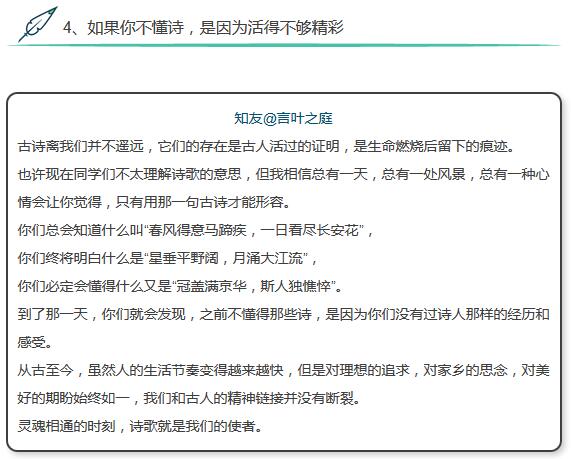 4、如果你不懂诗，是因为活得不够精彩
知友@言叶之庭
古诗离我们并不遥远，它们的存在是古人活过的证明，是生命燃烧后留下的痕迹。
也许现在同学们不太理解诗歌的意思，但我相信总有一天，总有一处风景，总有一种心
情会让你觉得，只有用那一句古诗才能形容。
你们总会知道什么叫“春风得意马蹄疾，一日看尽长安花”，
你们终将明白什么是“星垂平野阔，月涌大江流”，
你们必定会懂得什么又是“冠盖满京华，斯人独憔悴”。
到了那一天，你们就会发现，之前不懂得那些诗，是因为你们没有过诗人那样的经历和
感受。
从古至今，虽然人的生活节奏变得越来越快，但是对理想的追求，对家乡的思念，对美
好的期盼始终如一，我们和古人的精神链接并没有断裂。
灵魂相通的时刻，诗歌就是我们的使者。